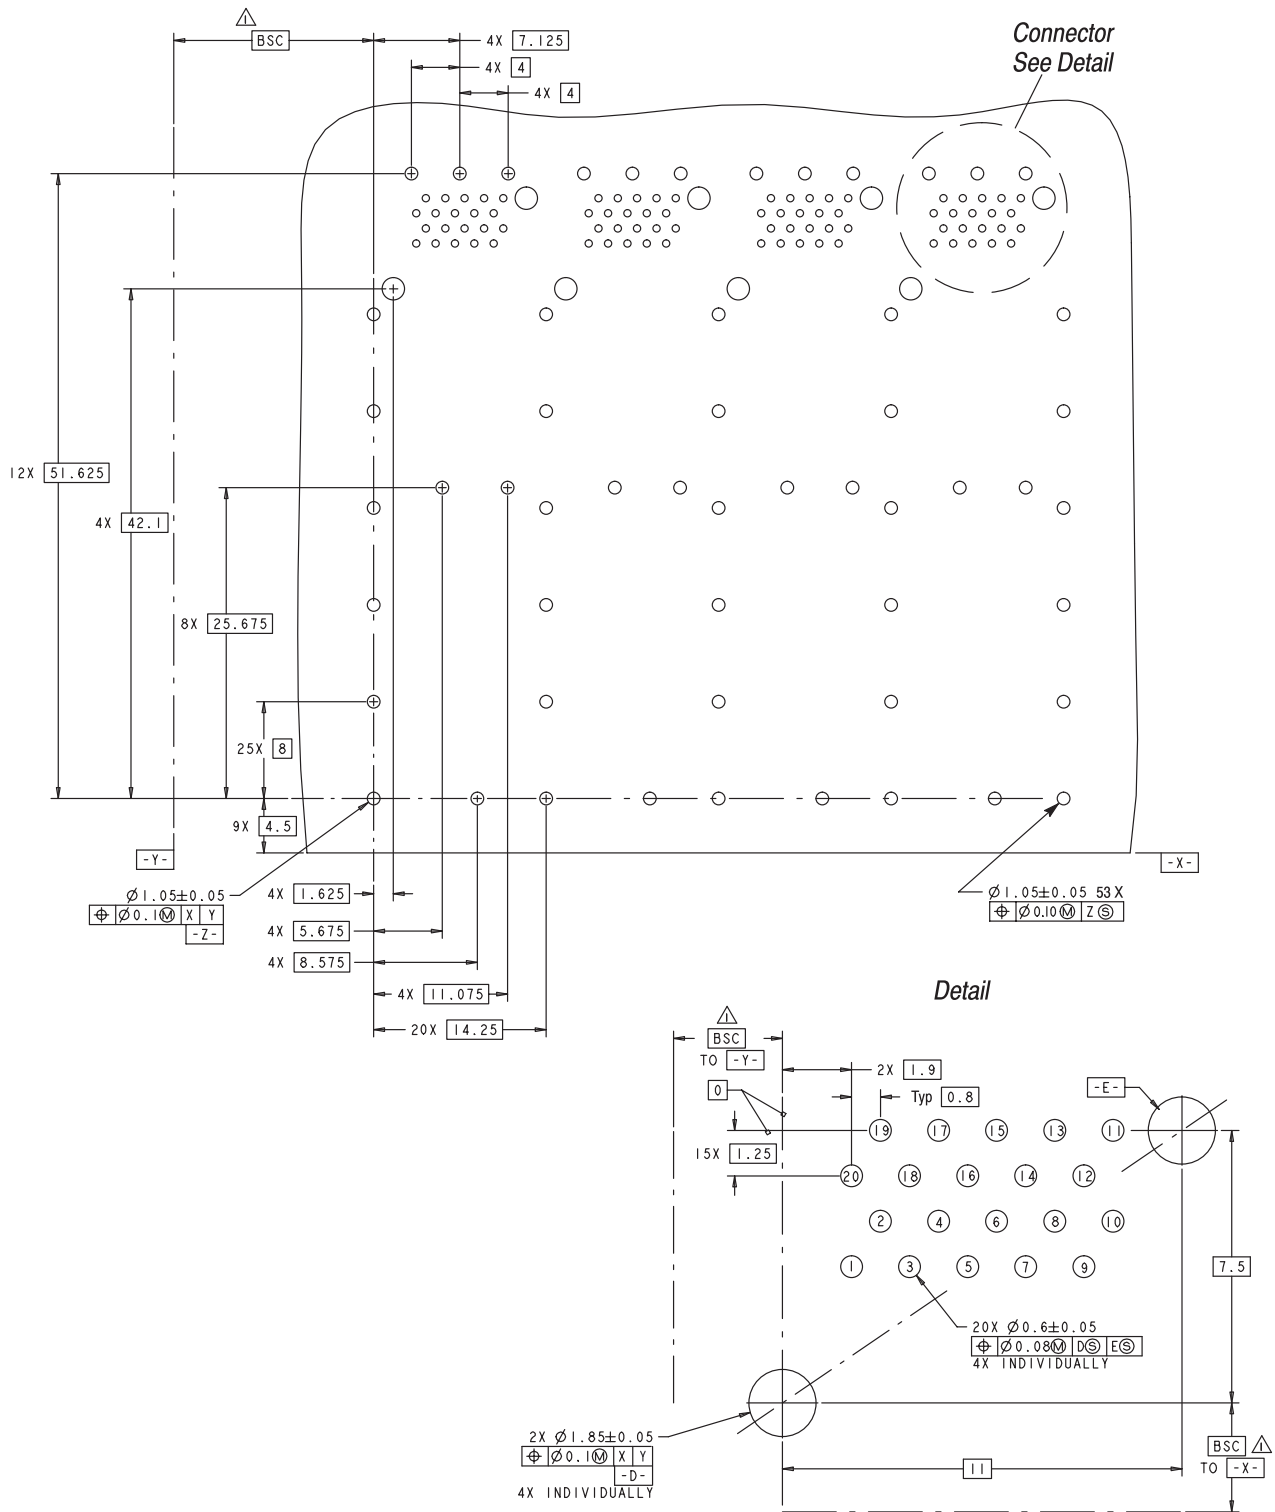 1
BSC
4X 7.125
4X 4
4X 4
Connector
See Detail
12X 51.625
4X 42.1
8X 25.675
25X 8
9X 4.5
-Y-
-X-
Ø1.05±0.05
⌖ Ø0.1Ⓜ X Y
-Z-
4X 1.625
4X 5.675
4X 8.575
4X 11.075
20X 14.25
Ø1.05±0.05 53X
⌖ Ø0.10Ⓜ ZⓈ
Detail
1
BSC
TO -Y-
2X 1.9
0
Typ 0.8
-E-
15X 1.25
19 17 15 13 11
20 18 16 14 12
2 4 6 8 10
1 3 5 7 9
7.5
20X Ø0.6±0.05
⌖ Ø0.08Ⓜ DⓈ EⓈ
4X INDIVIDUALLY
2X Ø1.85±0.05
⌖ Ø0.1Ⓜ X Y
-D-
4X INDIVIDUALLY
11
BSC 1
TO -X-